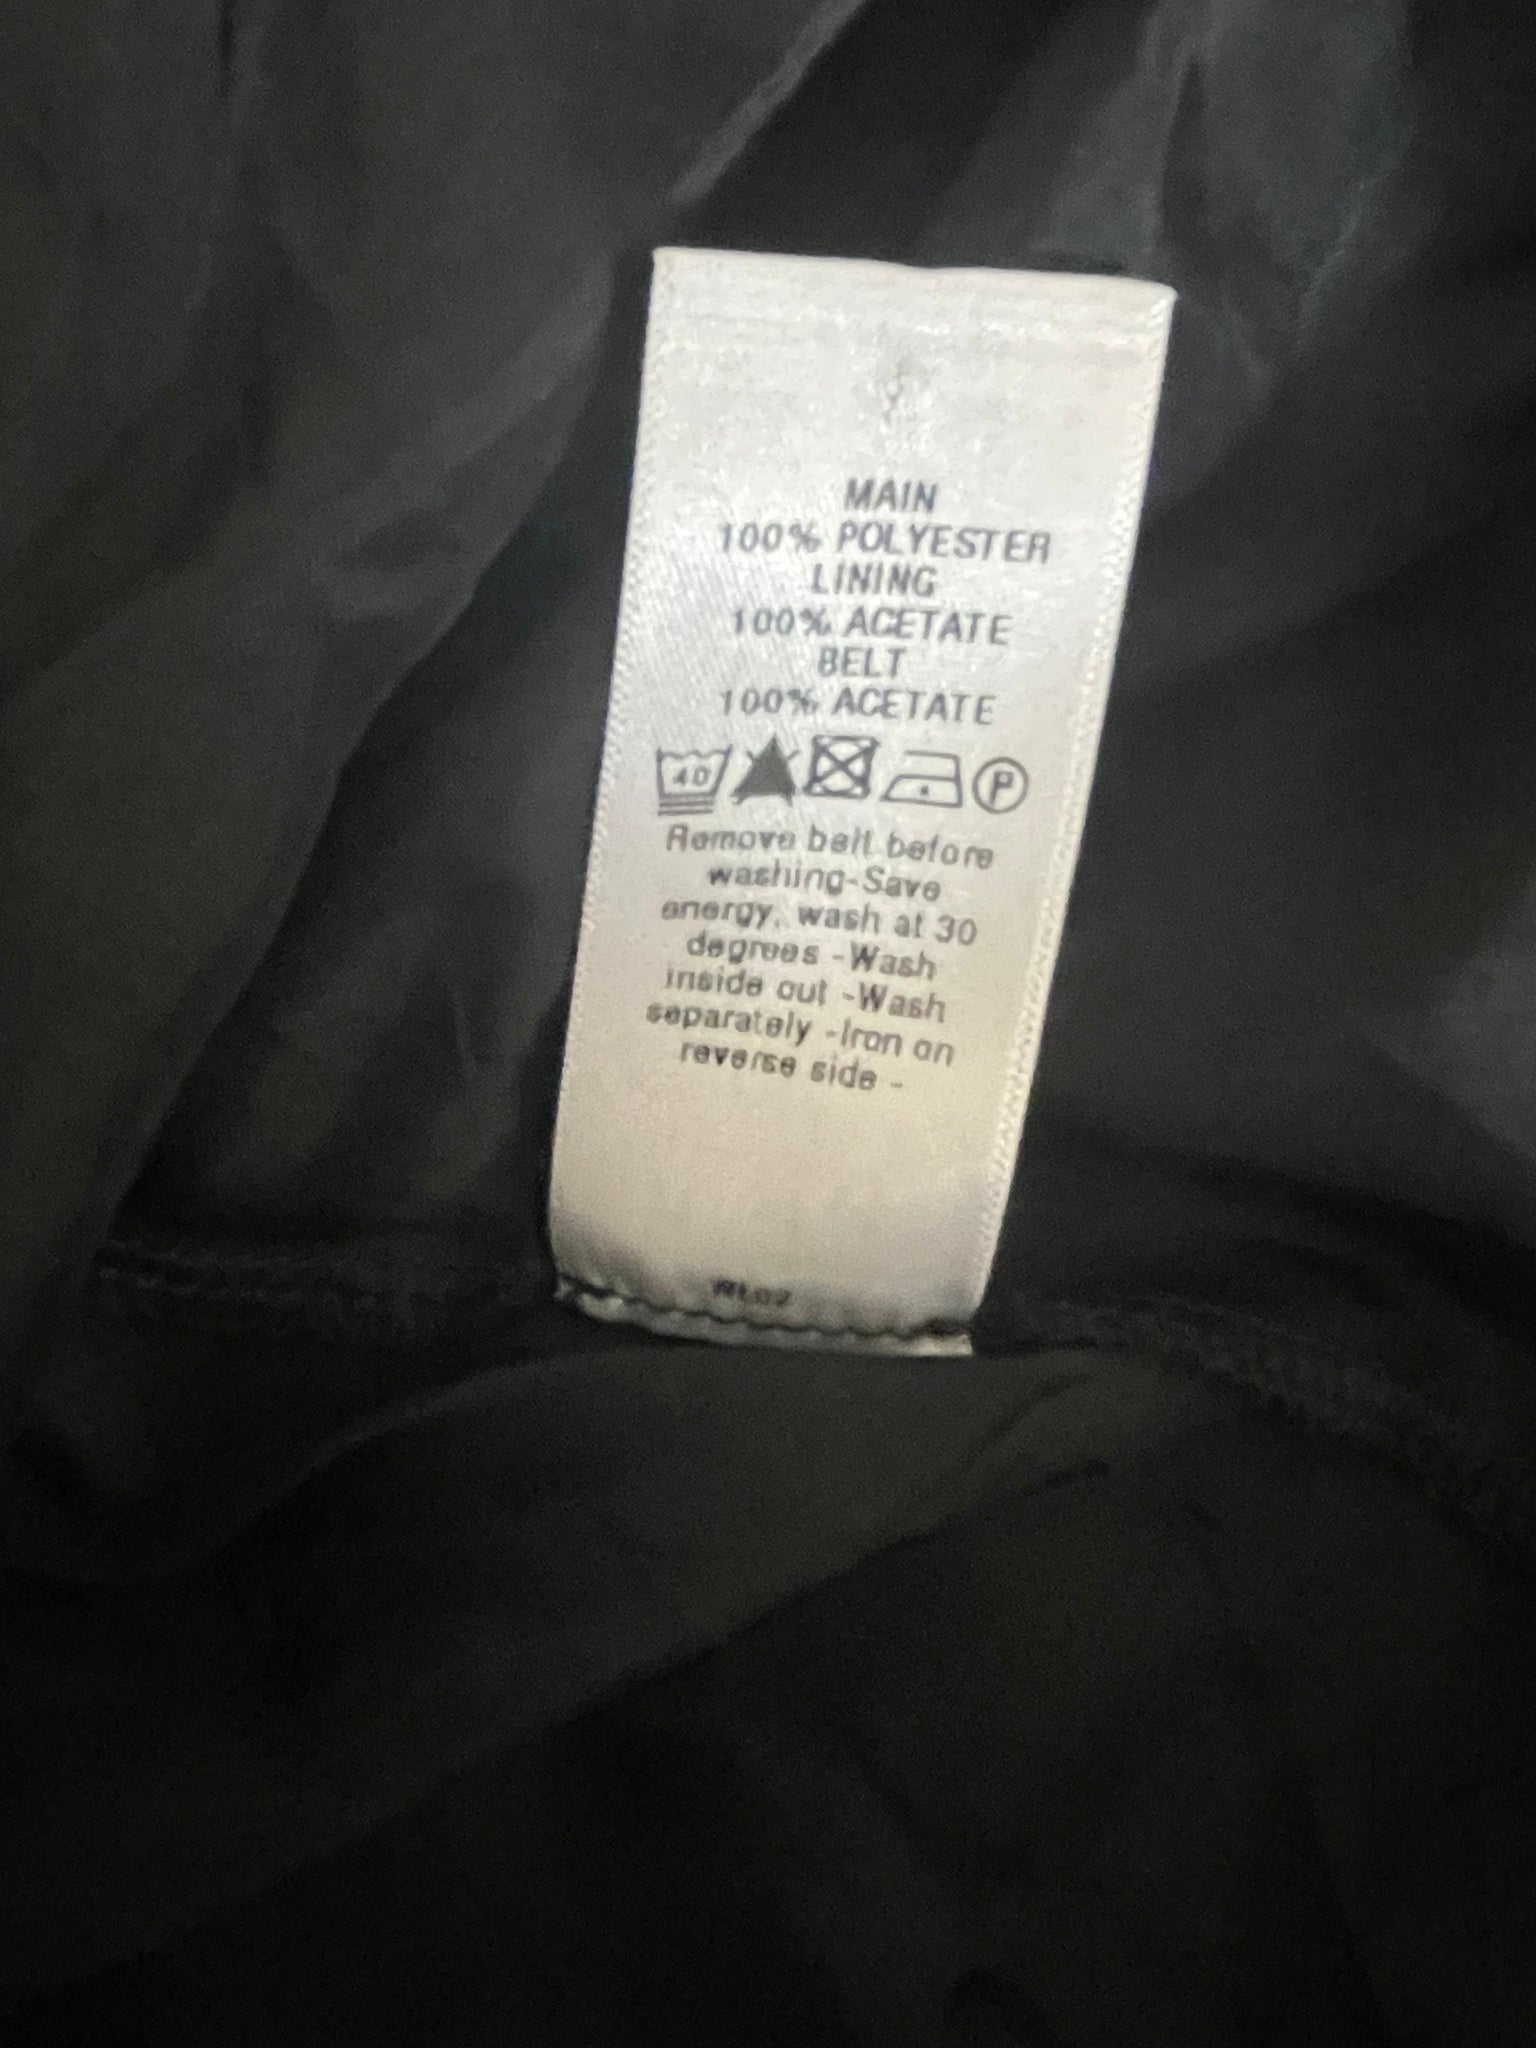 MAIN
100% POLYESTER
LINING
100% ACETATE
BELT
100% ACETATE
40 P
Remove belt before
washing-Save
energy, wash at 30
degrees -Wash
inside out -Wash
separately -Iron on
reverse side -